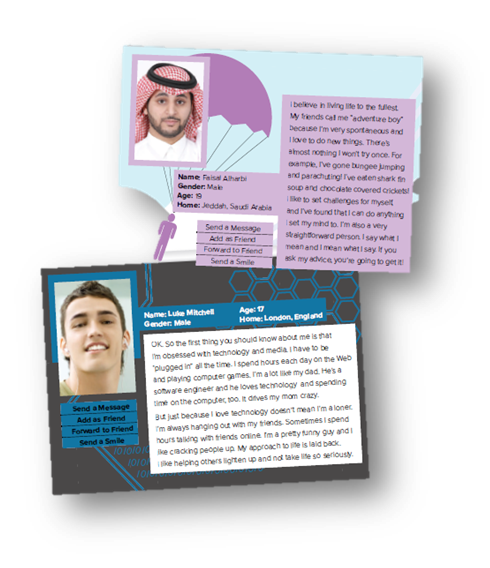 I believe in living life to the fullest.
My friends call me "adventure boy"
because I'm very spontaneous and
I love to do new things. There's
almost nothing I won't try once. For
example, I've gone bungee jumping
and parachuting! I've eaten shark fin
soup and chocolate covered crickets!
I like to set challenges for myself,
and I've found that I can do anything
I set my mind to. I'm also a very
straightforward person. I say what I
mean and I mean what I say. If you
ask my advice, you're going to get it!
Name: Faisal Alharbi
Gender: Male
Age: 19
Home: Jeddah, Saudi Arabia
Send a Message
Add as Friend
Forward to Friend
Send a Smile
Name: Luke Mitchell
Gender: Male
Age: 17
Home: London, England
OK. So the first thing you should know about me is that
I'm obsessed with technology and media. I have to be
"plugged in" all the time. I spend hours each day on the Web
and playing computer games. I'm a lot like my dad. He's a
software engineer and he loves technology and spending
time on the computer, too. It drives my mom crazy.
But just because I love technology doesn't mean I'm a loner.
I'm always hanging out with my friends. Sometimes I spend
hours talking with friends online. I'm a pretty funny guy and I
like cracking people up. My approach to life is laid back.
I like helping others lighten up and not take life so seriously.
Send a Message
Add as Friend
Forward to Friend
Send a Smile